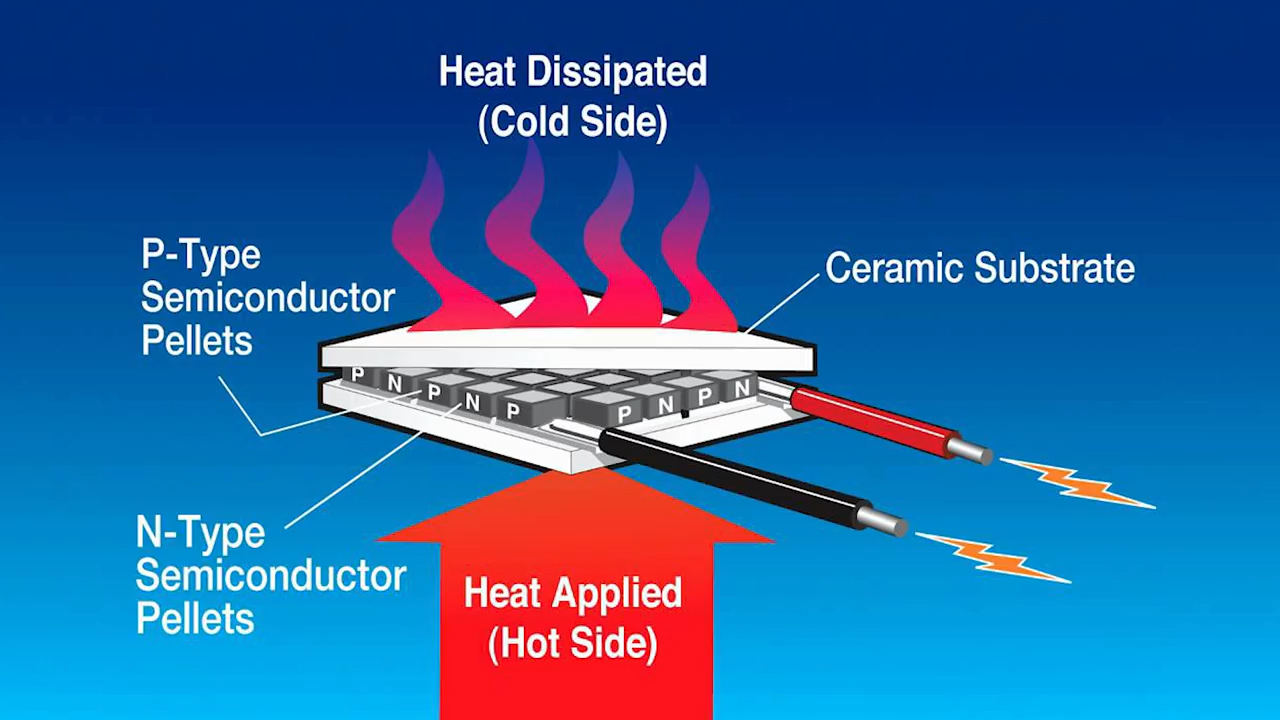 Heat Dissipated
(Cold Side)
P-Type
Semiconductor
Pellets
Ceramic Substrate
P N P N P P N P N
N-Type
Semiconductor
Pellets
Heat Applied
(Hot Side)